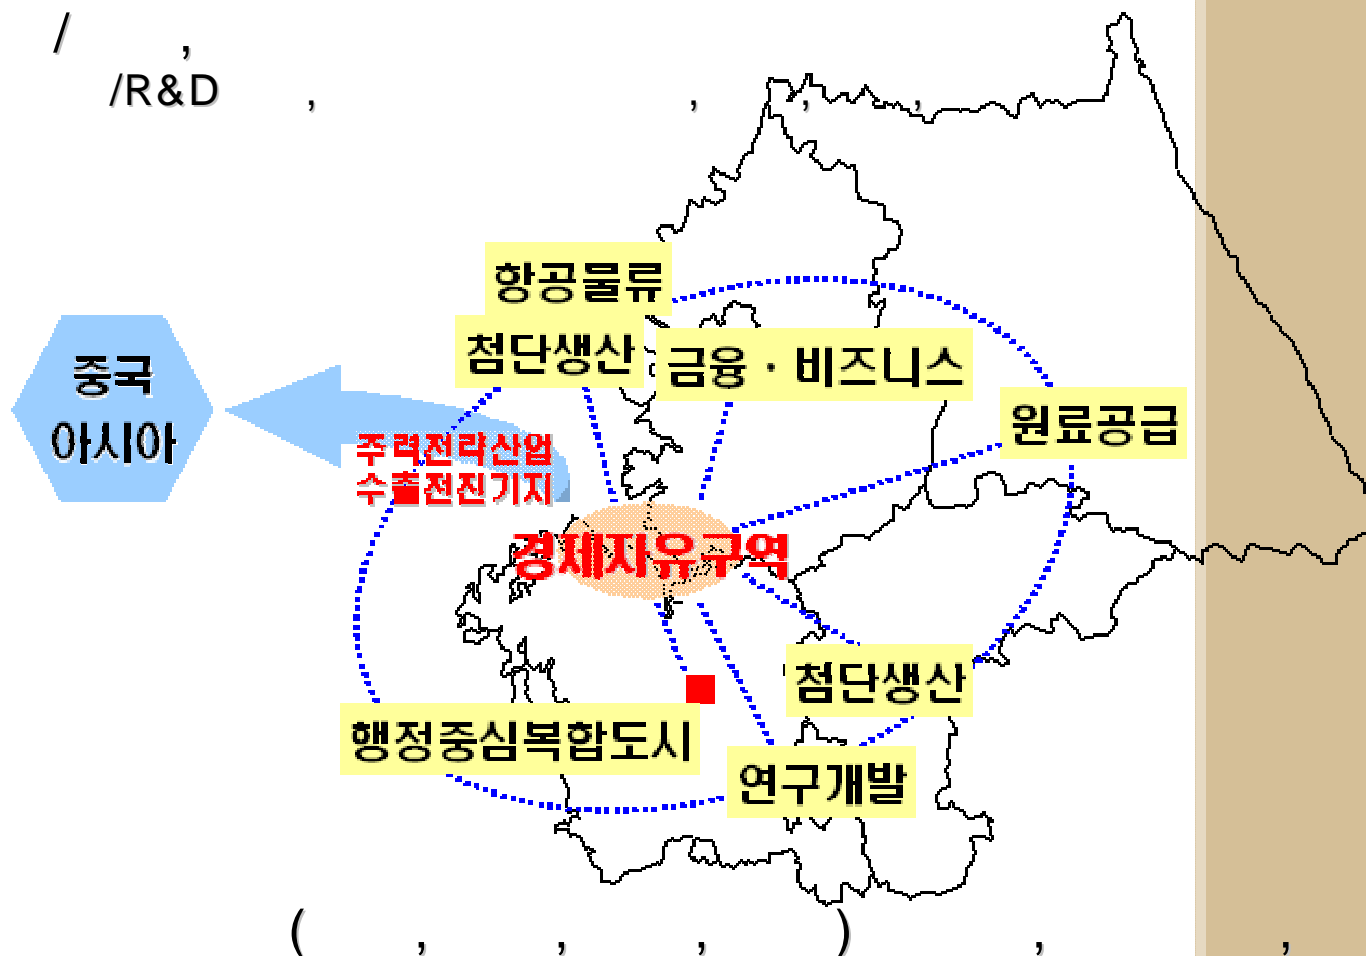 / ,
/R&D , , , ,
항공물류
첨단생산
금융·비즈니스
중국
아시아
원료공급
주력전략산업
수출전진기지
경제자유구역
첨단생산
행정중심복합도시
연구개발
( , , , ) , ,